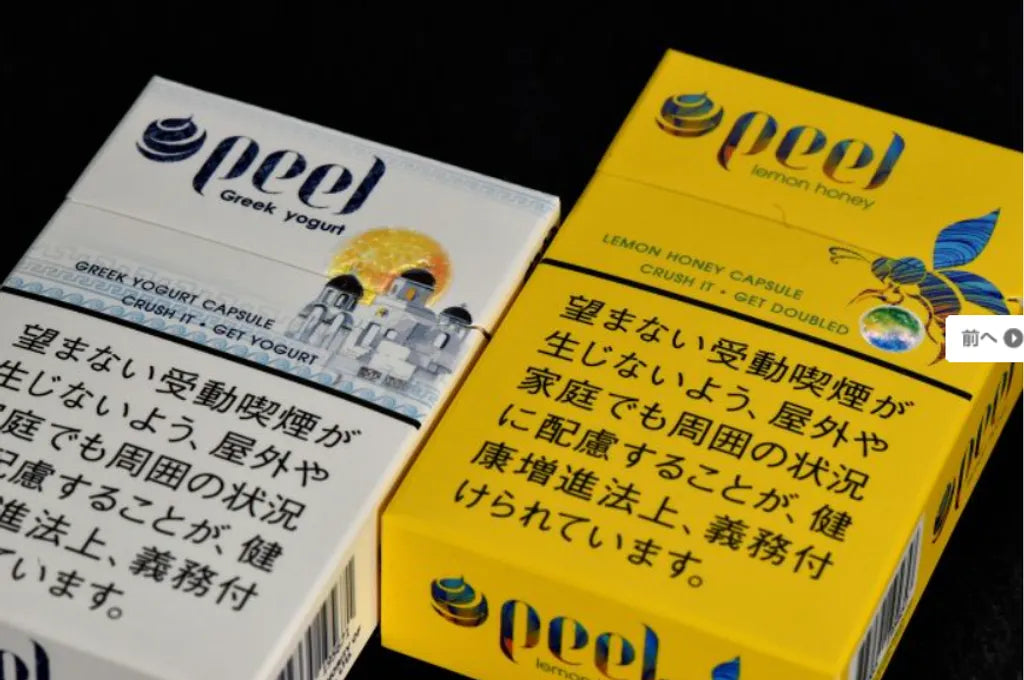 peel
Greek yogurt
GREEK YOGURT CAPSULE
CRUSH IT • GET YOGURT
望まない受動喫煙が
生じないよう、屋外や
家庭でも周囲の状況
配慮することが、健
進法上、義務付
ています。
peel
lemon honey
LEMON HONEY CAPSULE
CRUSH IT • GET DOUBLED
望まない受動喫煙が
生じないよう、屋外や
家庭でも周囲の状況
に配慮することが、健
康増進法上、義務付
けられています。
peel
lemon honey
peel
peel
前へ